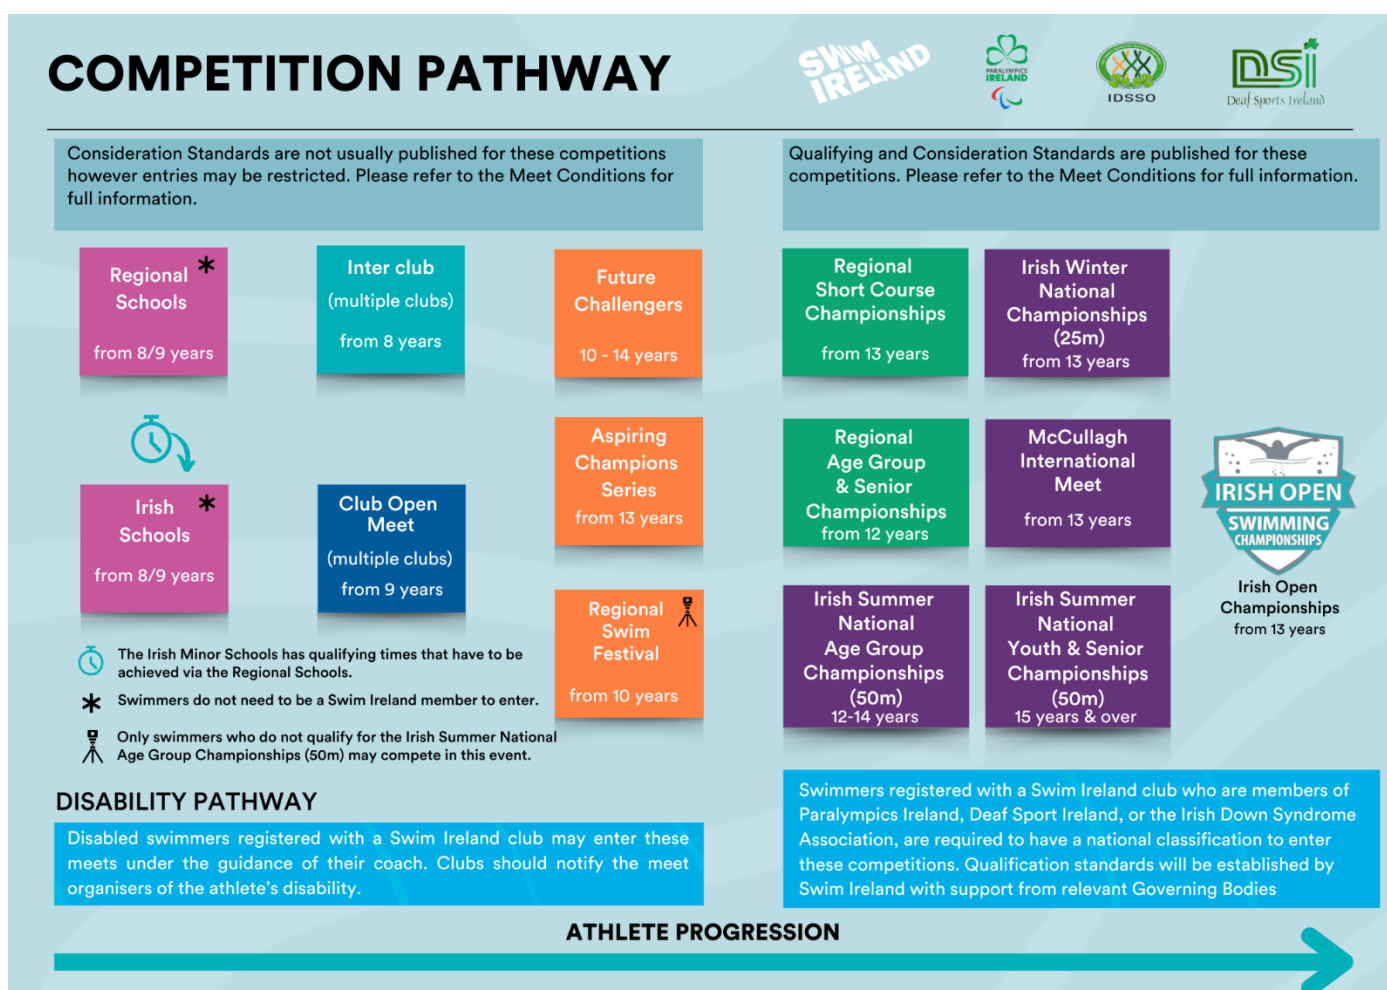 COMPETITION PATHWAY
SWIM
IRELAND
PARALYMPICS
IRELAND
IDSSO
DSi
Deaf Sports Ireland
Consideration Standards are not usually published for these competitions
however entries may be restricted. Please refer to the Meet Conditions for
full information.
Qualifying and Consideration Standards are published for these
competitions. Please refer to the Meet Conditions for full information.
Regional
Schools
from 8/9 years
Inter club
(multiple clubs)
from 8 years
Future
Challengers
10 - 14 years
Regional
Short Course
Championships
from 13 years
Irish Winter
National
Championships
(25m)
from 13 years
Irish
Schools
from 8/9 years
Club Open
Meet
(multiple clubs)
from 9 years
Aspiring
Champions
Series
from 13 years
Regional
Swim
Festival
from 10 years
Regional
Age Group
& Senior
Championships
from 12 years
McCullagh
International
Meet
from 13 years
Irish Summer
National
Age Group
Championships
(50m)
12-14 years
Irish Summer
National
Youth & Senior
Championships
(50m)
15 years & over
IRISH OPEN
SWIMMING
CHAMPIONSHIPS
Irish Open
Championships
from 13 years
The Irish Minor Schools has qualifying times that have to be
achieved via the Regional Schools.
Swimmers do not need to be a Swim Ireland member to enter.
Only swimmers who do not qualify for the Irish Summer National
Age Group Championships (50m) may compete in this event.
DISABILITY PATHWAY
Disabled swimmers registered with a Swim Ireland club may enter these
meets under the guidance of their coach. Clubs should notify the meet
organisers of the athlete's disability.
Swimmers registered with a Swim Ireland club who are members of
Paralympics Ireland, Deaf Sport Ireland, or the Irish Down Syndrome
Association, are required to have a national classification to enter
these competitions. Qualification standards will be established by
Swim Ireland with support from relevant Governing Bodies
ATHLETE PROGRESSION